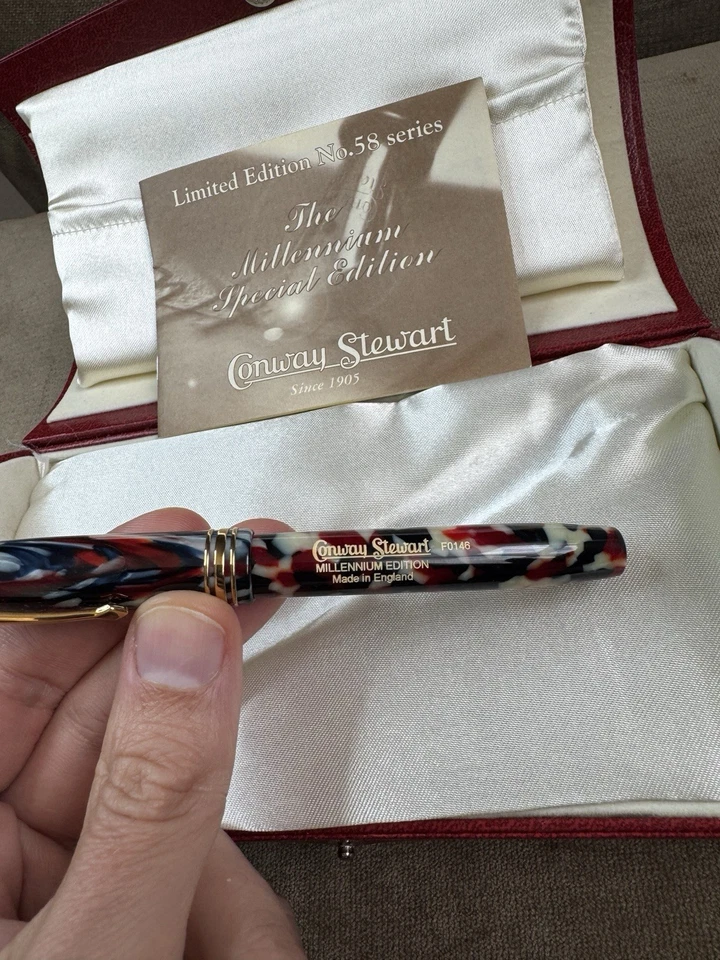 Limited Edition No.58 series
The
Millennium
Special Edition
Conway Stewart
Since 1905
Conway Stewart F0146
MILLENNIUM EDITION
Made in England